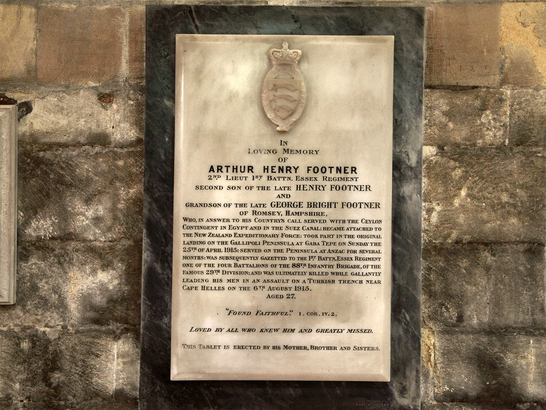 IN
LOVING MEMORY
OF
ARTHUR HENRY FOOTNER
2ND LIEUT 1ST BATTN. ESSEX REGIMENT
SECOND SON OF THE LATE HENRY FOOTNER
AND
GRANDSON OF THE LATE GEORGE BRIGHT FOOTNER
OF ROMSEY, HAMPSHIRE.
WHO, IN ANSWER TO HIS COUNTRY'S CALL SERVED WITH THE CEYLON
CONTINGENT IN EGYPT AND IN THE SUEZ CANAL: BECAME ATTACHED TO
THE NEW ZEALAND EXPEDITIONARY FORCE: TOOK PART IN THE ORIGINAL
LANDING ON THE GALLIPOLI PENINSULA AT GABA TEPE ON SUNDAY THE
25TH OF APRIL 1915: SERVED ON THE PENINSULA AT ANZAC FOR SEVERAL
MONTHS: WAS SUBSEQUENTLY GAZETTED TO THE 1ST BATTN, ESSEX REGIMENT
ONE OF THE FOUR BATTALIONS OF THE 88TH INFANTRY BRIGADE, OF THE
FAMOUS 29TH DIVISION: AND WAS ULTIMATELY KILLED WHILE GALLANTLY
LEADING HIS MEN IN AN ASSAULT ON A TURKISH TRENCH NEAR
CAPE HELLES ON THE 6TH AUGUST 1915.
AGED 27.
"FOUND FAITHFUL." 1. COR. IV. 2.
LOVED BY ALL WHO KNEW HIM AND GREATLY MISSED.
THIS TABLET IS ERECTED BY HIS MOTHER, BROTHER AND SISTERS.